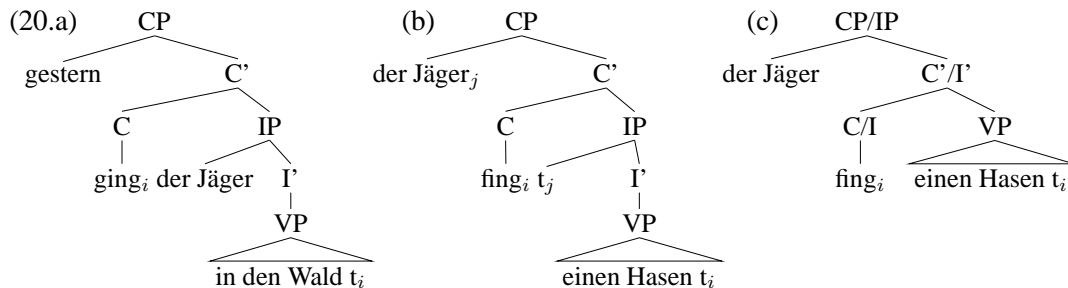 (20.a) CP (b) CP (c) CP/IP
gestern C’ der Jägerⱼ C’ der Jäger C’/I’
C IP C IP C/I VP
gingᵢ der Jäger I’ fingᵢ tⱼ I’ fingᵢ einen Hasen tᵢ
VP VP
in den Wald tᵢ einen Hasen tᵢ